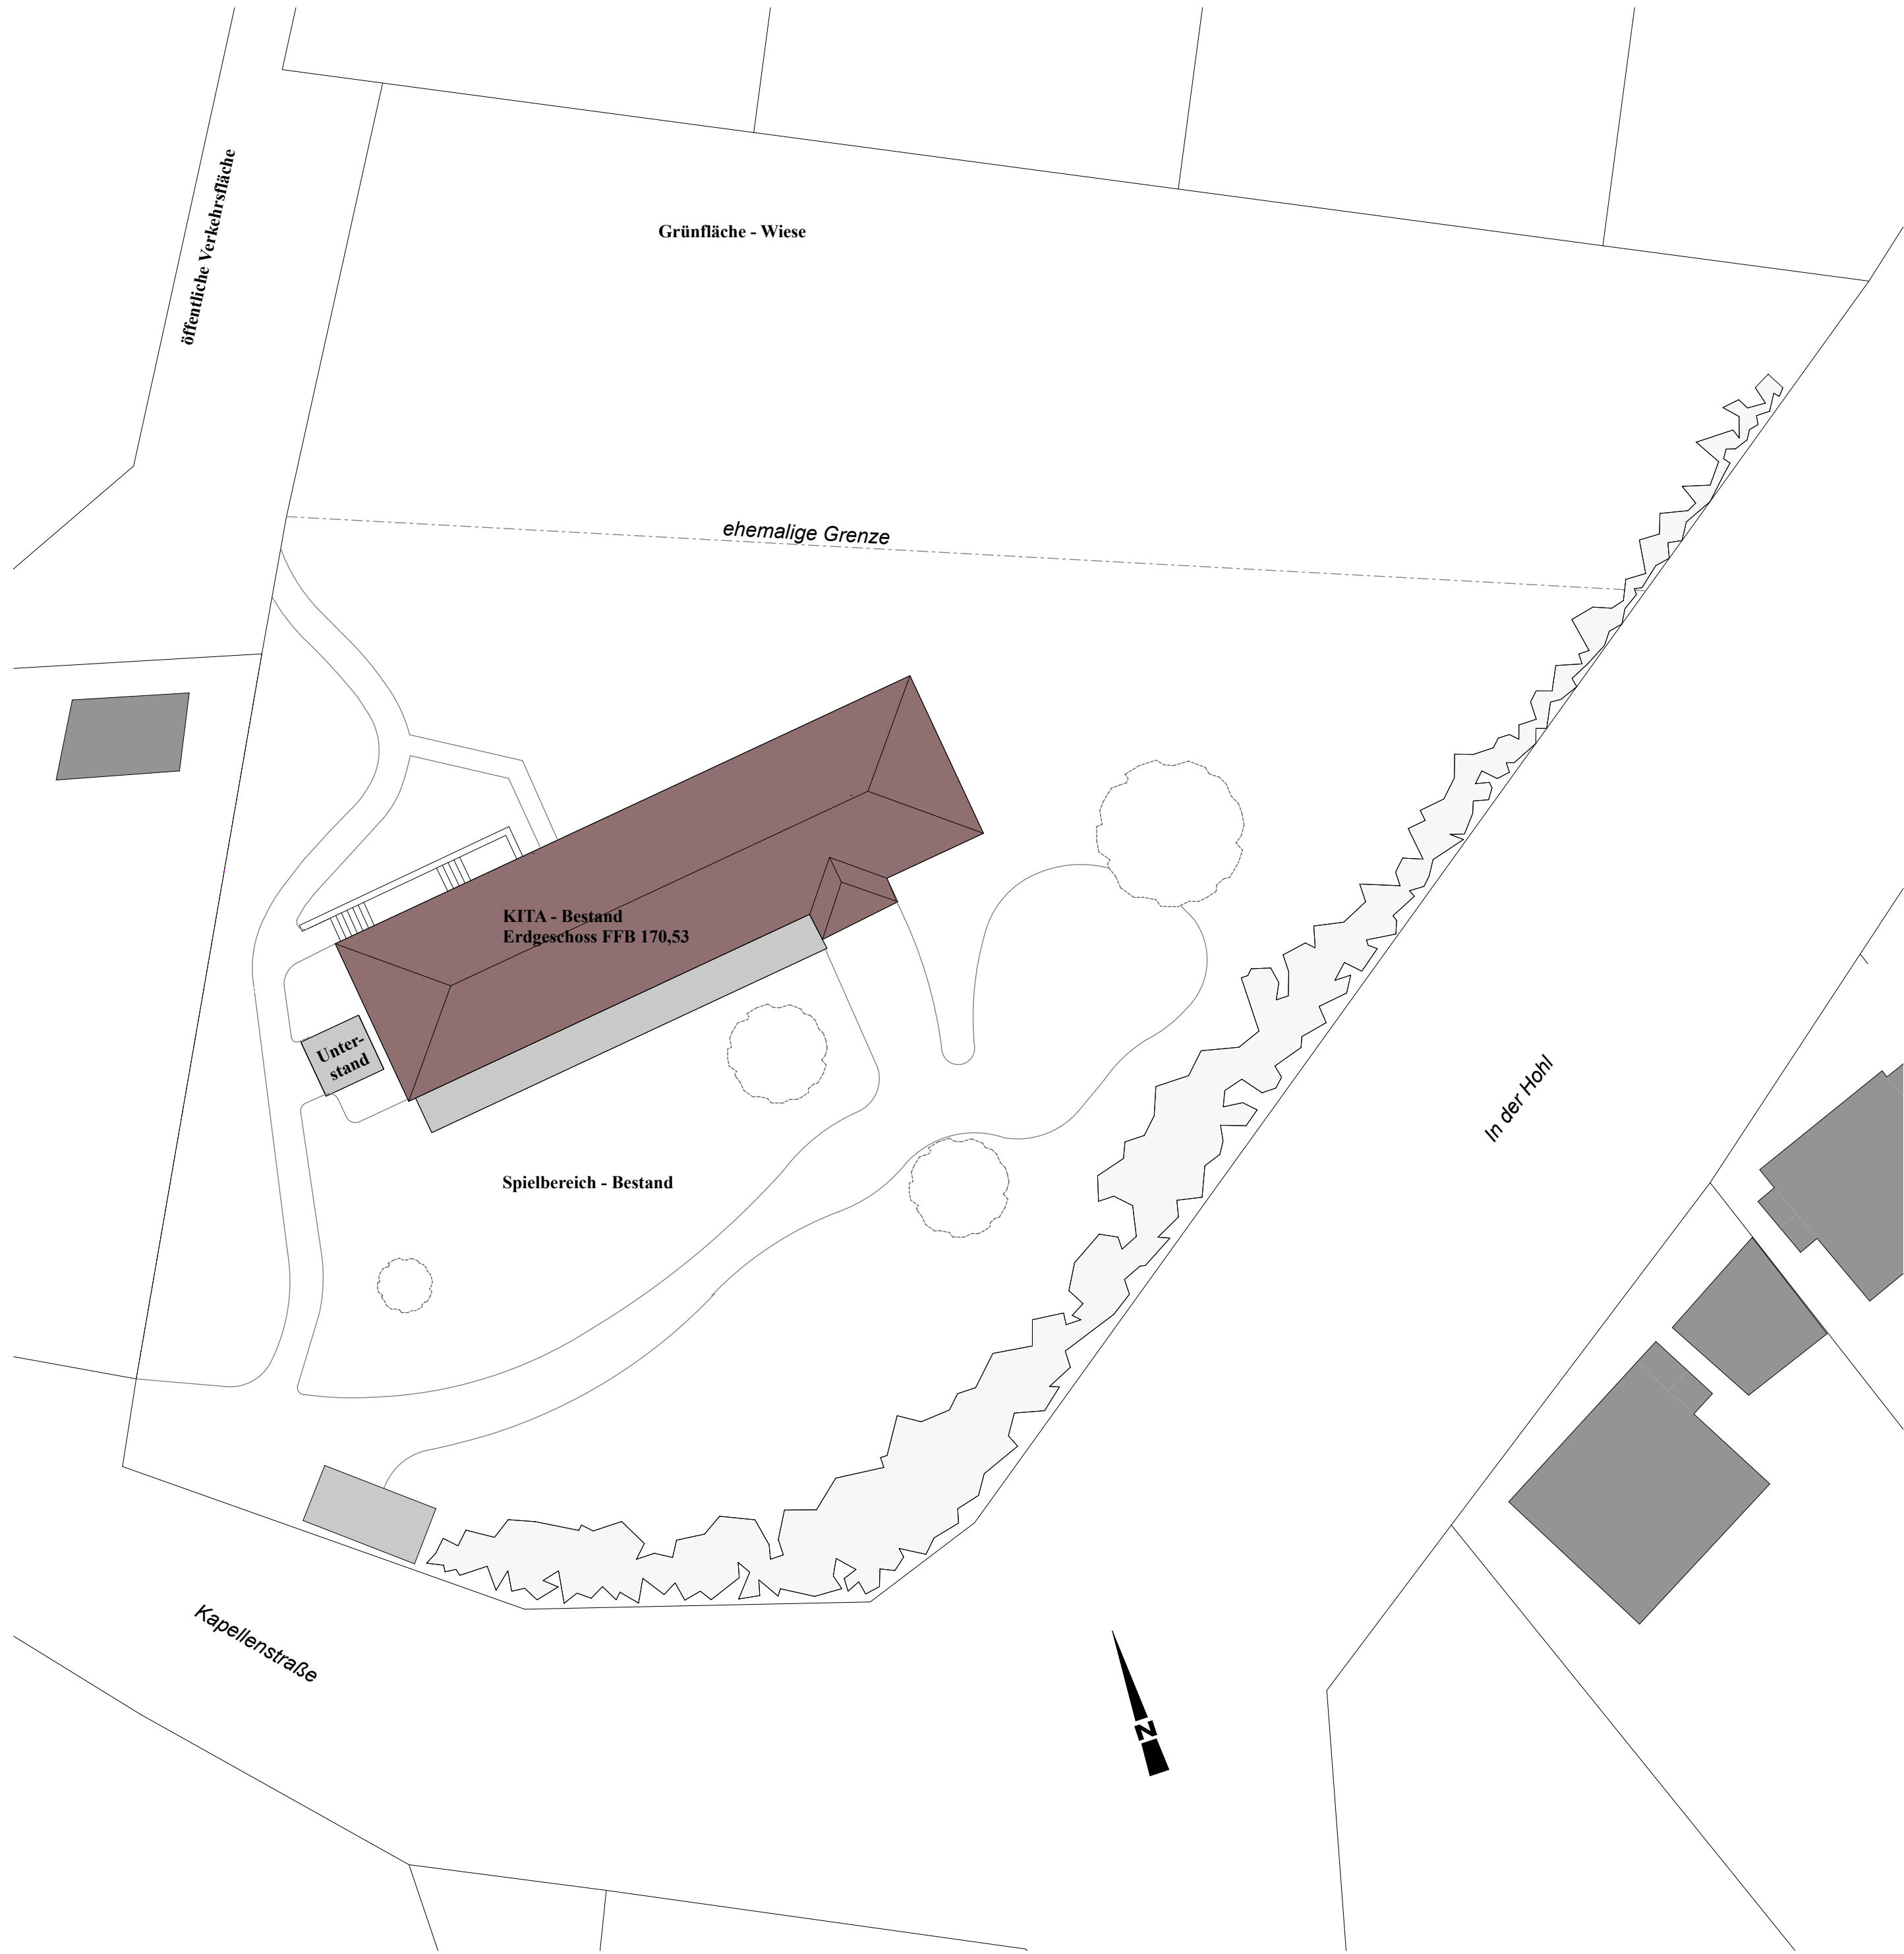 öffentliche Verkehrsfläche
Grünfläche - Wiese
ehemalige Grenze
KITA - Bestand
Erdgeschoss FFB 170,53
Unter-
stand
Spielbereich - Bestand
In der Hohl
Kapellenstraße
N